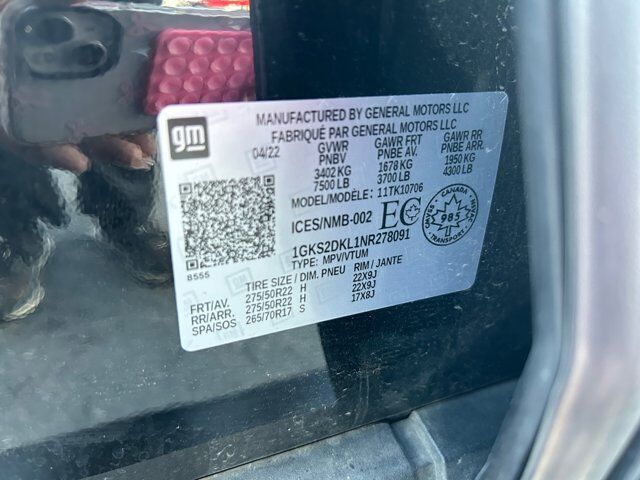 gm
MANUFACTURED BY GENERAL MOTORS LLC
FABRIQUÉ PAR GENERAL MOTORS LLC
04/22 GVWR GAWR FRT GAWR RR
PNBV PNBE AV. PNBE ARR.
3402 KG 1678 KG 1950 KG
7500 LB 3700 LB 4300 LB
MODEL/MODÈLE: 11TK10706
ICES/NMB-002 EC
CANADA
985
1GKS2DKL1NR278091
TYPE: MPV/VTUM
8555
TIRE SIZE / DIM. PNEU RIM / JANTE
FRT/AV. 275/50R22 H 22X9J
RR/ARR. 275/50R22 H 22X9J
SPA/SOS 265/70R17 S 17X8J